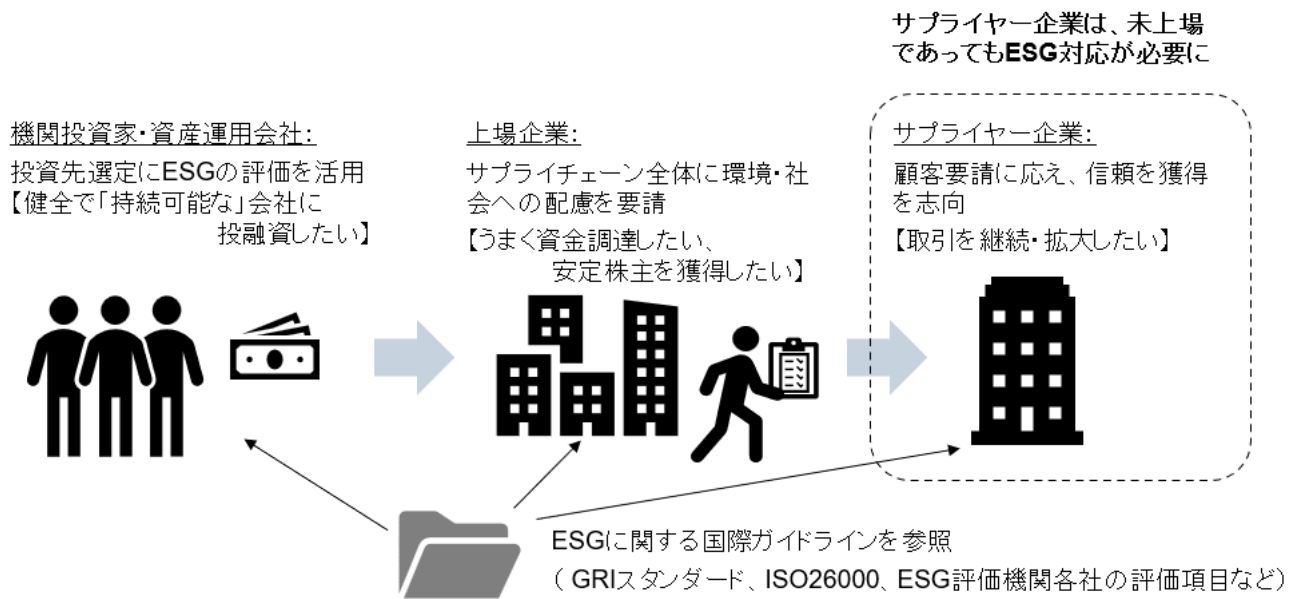 サプライヤー企業は、未上場
であってもESG対応が必要に
機関投資家・資産運用会社:
投資先選定にESGの評価を活用
【健全で「持続可能な」会社に
投融資したい】
上場企業:
サプライチェーン全体に環境・社
会への配慮を要請
【うまく資金調達したい、
安定株主を獲得したい】
サプライヤー企業:
顧客要請に応え、信頼を獲得
を志向
【取引を継続・拡大したい】
ESGに関する国際ガイドラインを参照
（GRIスタンダード、ISO26000、ESG評価機関各社の評価項目など）